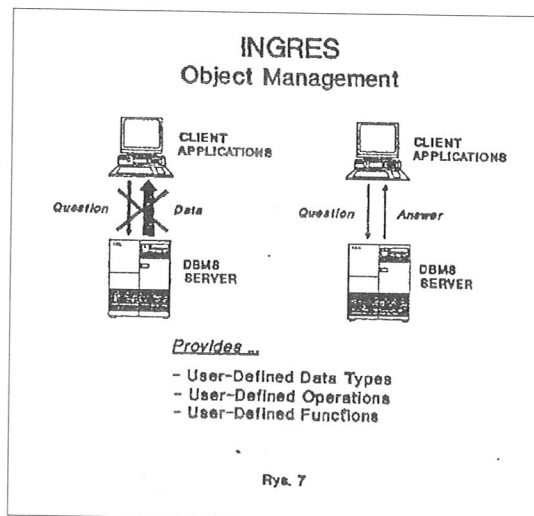 INGRES
Object Management
CLIENT
APPLICATIONS
Question
Data
DBMS
SERVER
CLIENT
APPLICATIONS
Question
Answer
DBMS
SERVER
Provides ...
- User-Defined Data Types
- User-Defined Operations
- User-Defined Functions
Rys. 7